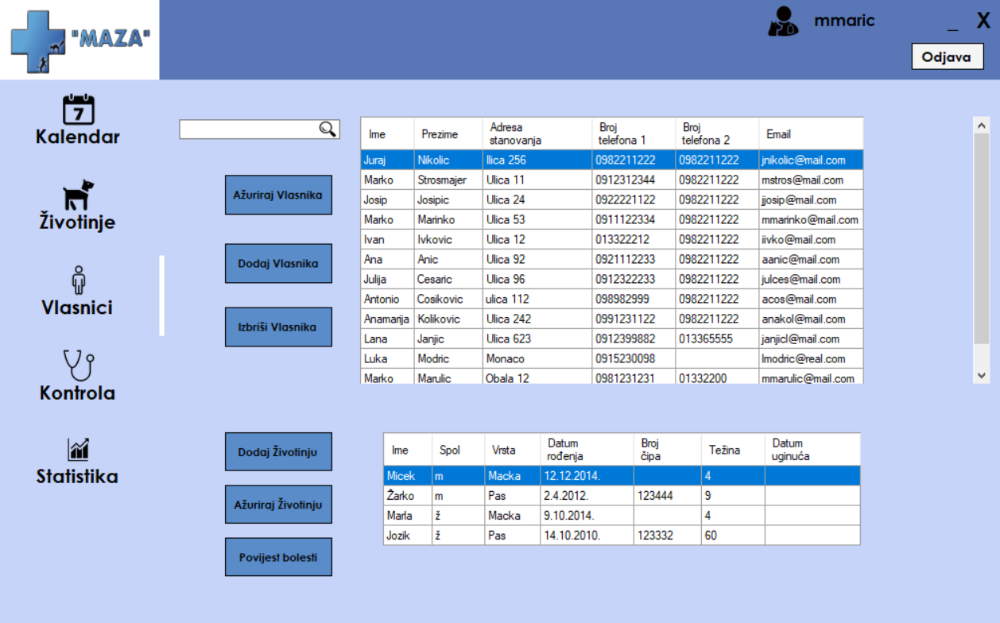 "MAZA"
mmaric
_ X
Odjava
7
Kalendar
Životinje
Vlasnici
Kontrola
Statistika
Ažuriraj Vlasnika
Dodaj Vlasnika
Izbriši Vlasnika
Ime Prezime Adresa stanovanja Broj telefona 1 Broj telefona 2 Email
Juraj Nikolic Ilica 256 0982211222 0982211222 jnikolic@mail.com
Marko Strosmajer Ulica 11 0912312344 0982211222 mstros@mail.com
Josip Josipic Ulica 24 0922221122 0982211222 jjosip@mail.com
Marko Marinko Ulica 53 0911122334 0982211222 mmarinko@mail.com
Ivan Ivkovic Ulica 12 013322212 0982211222 iivko@mail.com
Ana Anic Ulica 92 0921112233 0982211222 aanic@mail.com
Julija Cesaric Ulica 96 0912322233 0982211222 julces@mail.com
Antonio Cosikovic ulica 112 098982999 0982211222 acos@mail.com
Anamarija Kolikovic Ulica 242 0991231122 0982211222 anakol@mail.com
Lana Janjic Ulica 623 0912399882 013365555 janjicl@mail.com
Luka Modric Monaco 0915230098 lmodric@real.com
Marko Marulic Obala 12 0981231231 01332200 mmarulic@mail.com
Dodaj Životinju
Ažuriraj Životinju
Povijest bolesti
Ime Spol Vrsta Datum rođenja Broj čipa Težina Datum uginuća
Micek m Macka 12.12.2014. 4
Žarko m Pas 2.4.2012. 123444 9
Marla ž Macka 9.10.2014. 4
Jozik ž Pas 14.10.2010. 123332 60